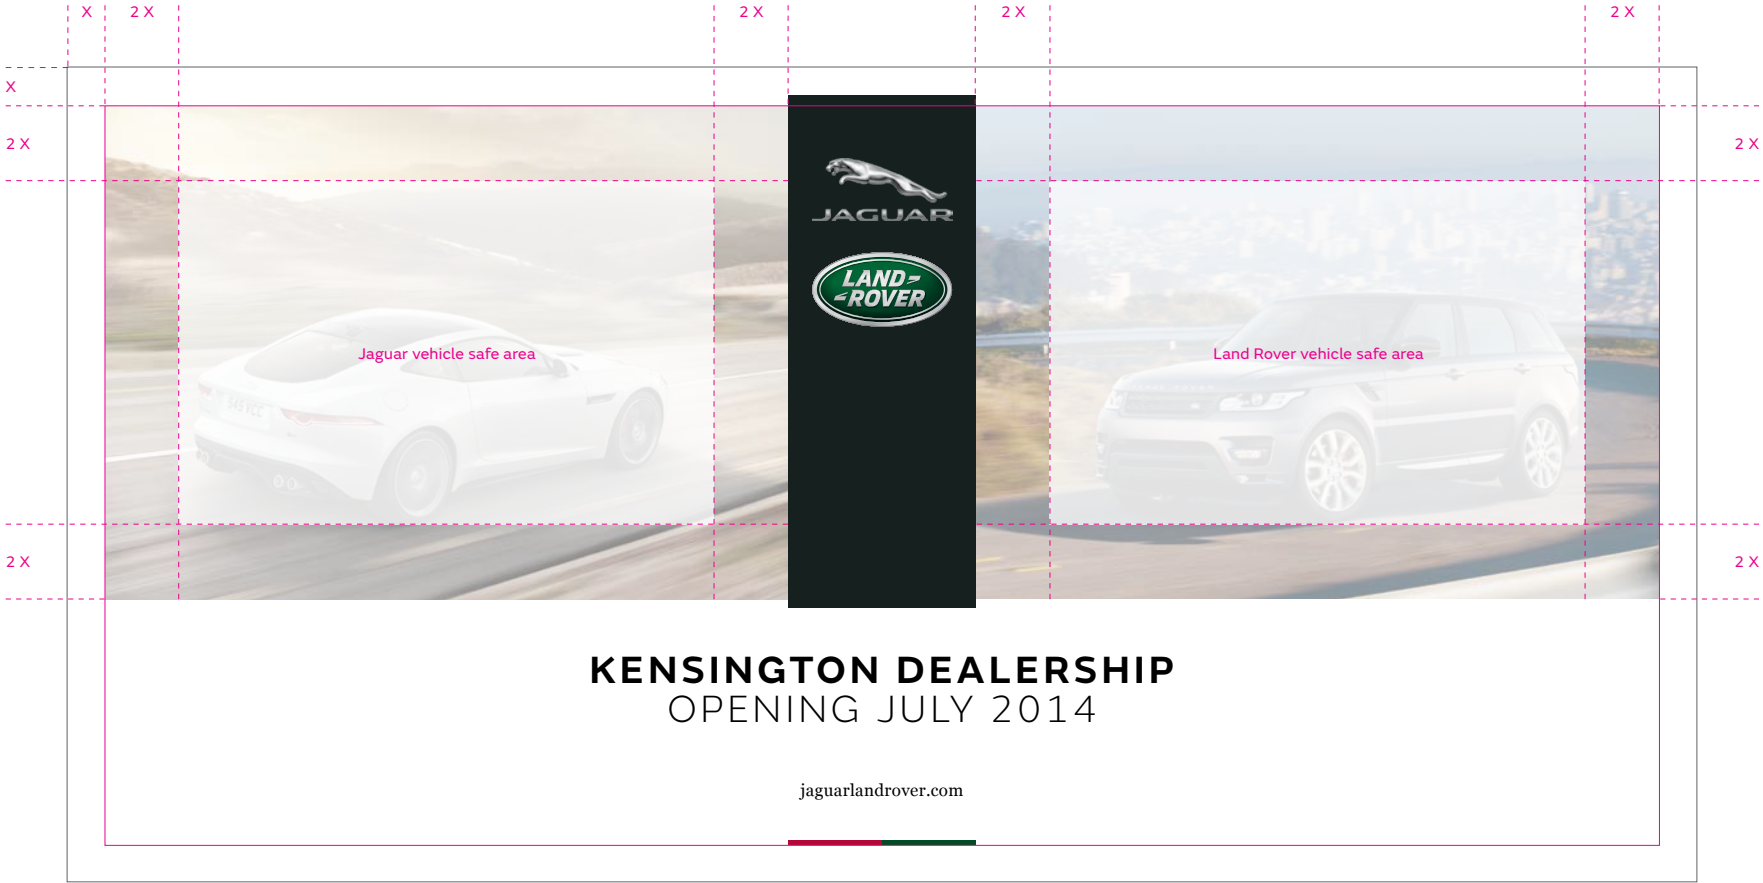 X
2 X
2 X
2 X
2 X
X
2 X
2 X
JAGUAR
LAND-
-ROVER
Jaguar vehicle safe area
Land Rover vehicle safe area
2 X
2 X
KENSINGTON DEALERSHIP
OPENING JULY 2014
jaguarlandrover.com